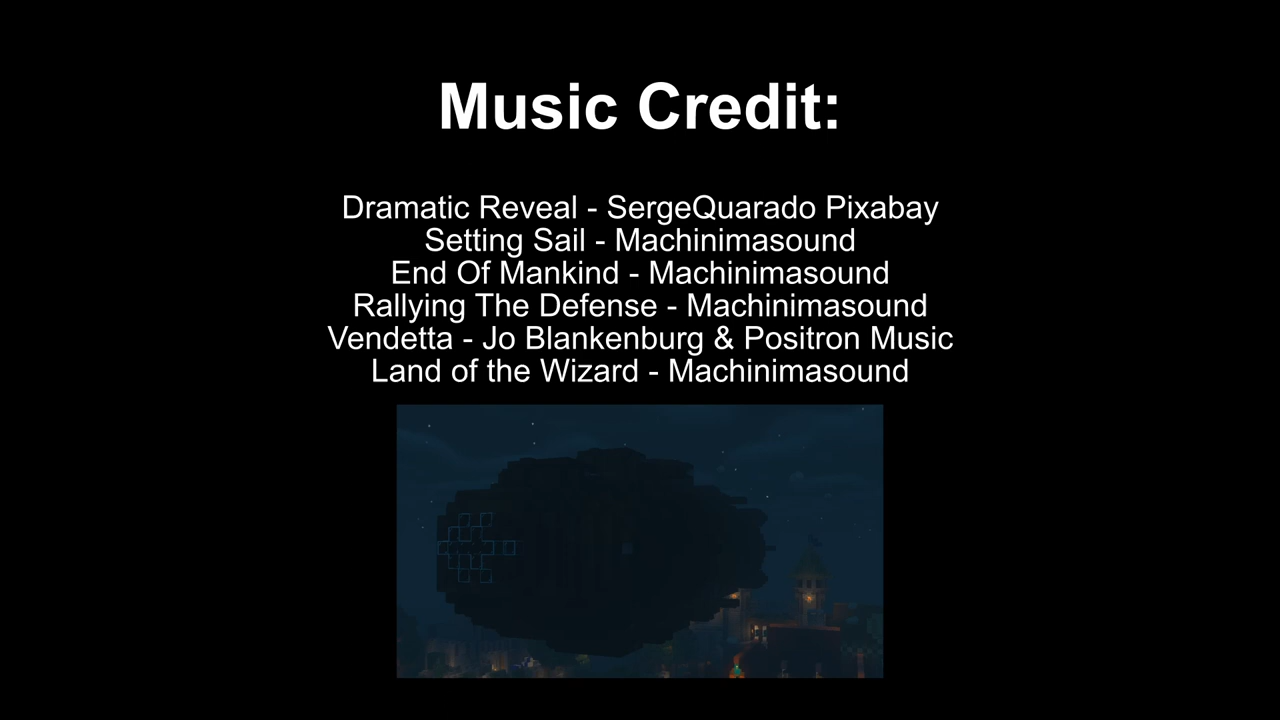 Music Credit:
Dramatic Reveal - SergeQuarado Pixabay
Setting Sail - Machinimasound
End Of Mankind - Machinimasound
Rallying The Defense - Machinimasound
Vendetta - Jo Blankenburg & Positron Music
Land of the Wizard - Machinimasound